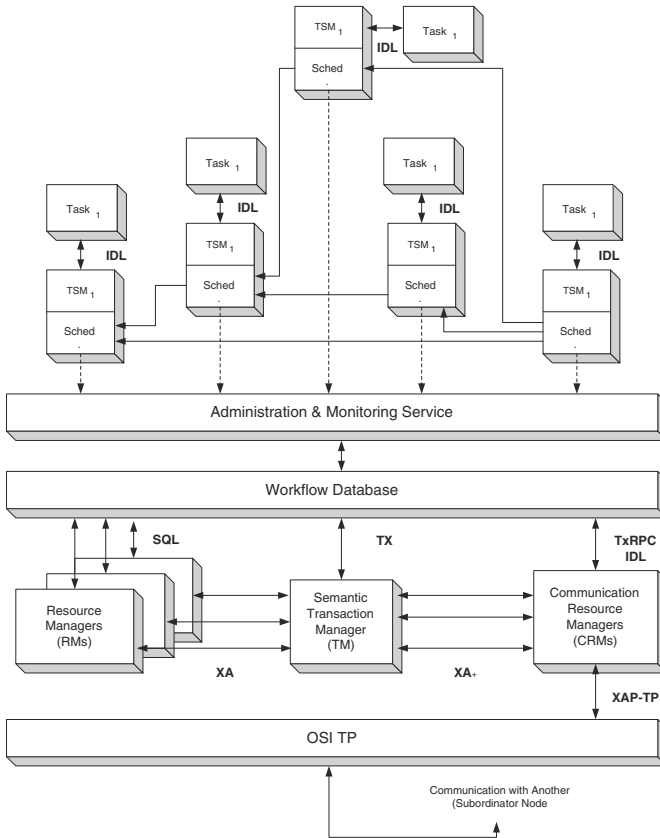 TSM 1
IDL
Task 1
Sched
.
Task 1
IDL
TSM 1
Sched
.
Task 1
IDL
TSM 1
Sched
.
Task 1
IDL
TSM 1
Sched
.
Task 1
IDL
TSM 1
Sched
.
Administration & Monitoring Service
Workflow Database
SQL
TX
TxRPC
IDL
Resource
Managers
(RMs)
Semantic
Transaction
Manager
(TM)
Communication
Resource
Managers
(CRMs)
XA
XA+
XAP-TP
OSI TP
Communication with Another
(Subordinator Node